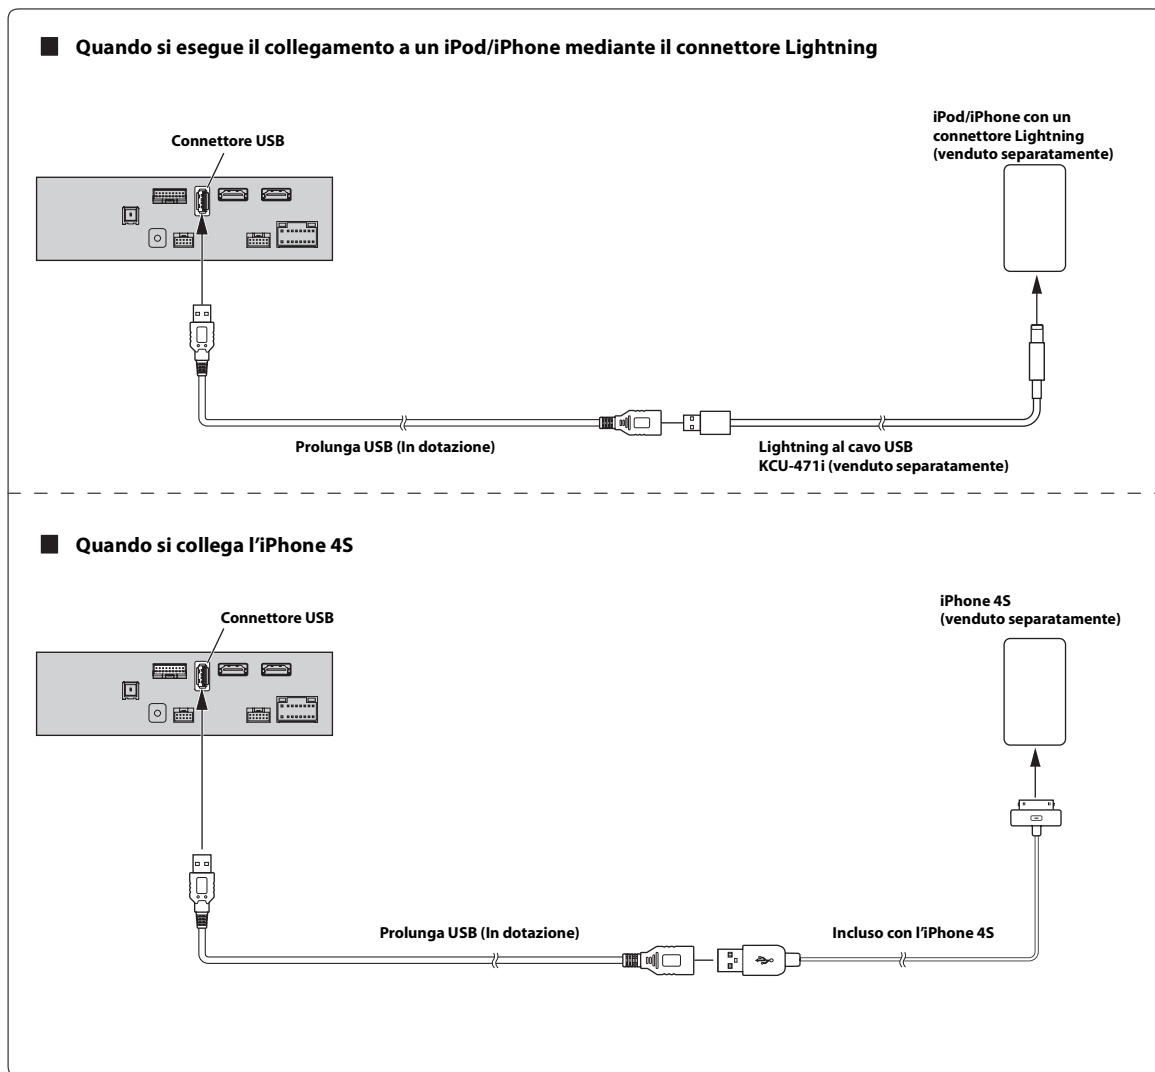 Quando si esegue il collegamento a un iPod/iPhone mediante il connettore Lightning
Connettore USB
iPod/iPhone con un
connettore Lightning
(venduto separatamente)
Prolunga USB (In dotazione)
Lightning al cavo USB
KCU-471i (venduto separatamente)
Quando si collega l’iPhone 4S
Connettore USB
iPhone 4S
(venduto separatamente)
Prolunga USB (In dotazione)
Incluso con l’iPhone 4S